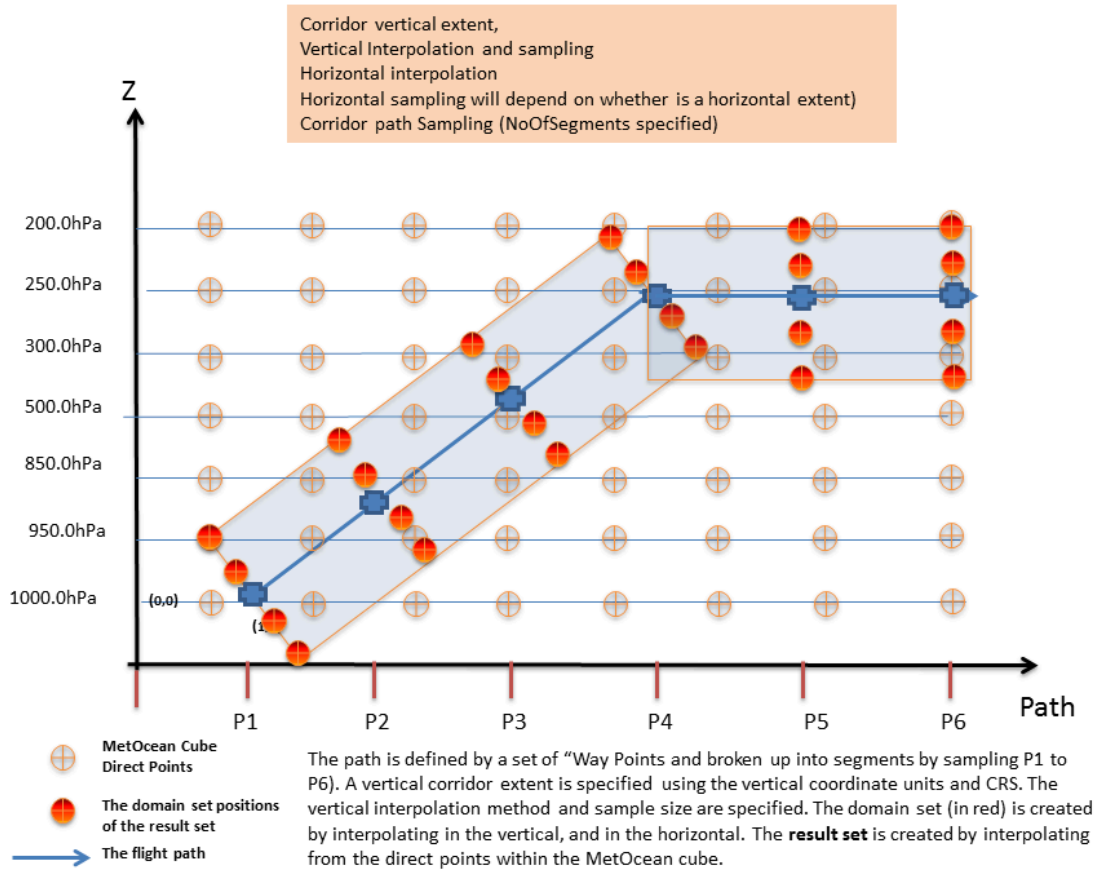 Corridor vertical extent,
Vertical Interpolation and sampling
Horizontal interpolation
Horizontal sampling will depend on whether is a horizontal extent)
Corridor path Sampling (NoOfSegments specified)
Z
200.0hPa
250.0hPa
300.0hPa
500.0hPa
850.0hPa
950.0hPa
1000.0hPa
(0,0)
P1
P2
P3
P4
P5
P6
Path
MetOcean Cube
Direct Points
The domain set positions
of the result set
The flight path
The path is defined by a set of “Way Points and broken up into segments by sampling P1 to
P6). A vertical corridor extent is specified using the vertical coordinate units and CRS. The
vertical interpolation method and sample size are specified. The domain set (in red) is created
by interpolating in the vertical, and in the horizontal. The result set is created by interpolating
from the direct points within the MetOcean cube.